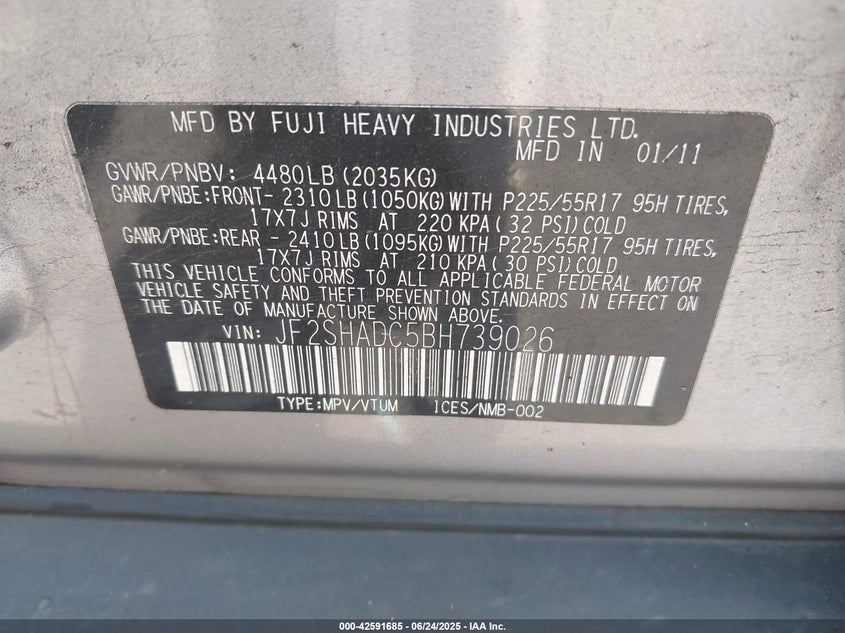 MFD BY FUJI HEAVY INDUSTRIES LTD.
MFD IN 01/11
GVWR/PNBV: 4480LB(2035KG)
GAWR/PNBE:FRONT- 2310LB(1050KG)WITH P225/55R17 95H TIRES,
17X7J RIMS AT 220 KPA( 32 PSI)COLD
GAWR/PNBE:REAR - 2410LB(1095KG)WITH P225/55R17 95H TIRES,
17X7J RIMS AT 210 KPA( 30 PSI)COLD
THIS VEHICLE CONFORMS TO ALL APPLICABLE FEDERAL MOTOR
VEHICLE SAFETY AND THEFT PREVENTION STANDARDS IN EFFECT ON
THE DATE OF MANUFACTURE SHOWN ABOVE.
VIN: JF2SHADC5BH739026
TYPE:MPV/VTUM ICES/NMB-002
000-42591685 - 06/24/2025 - IAA Inc.